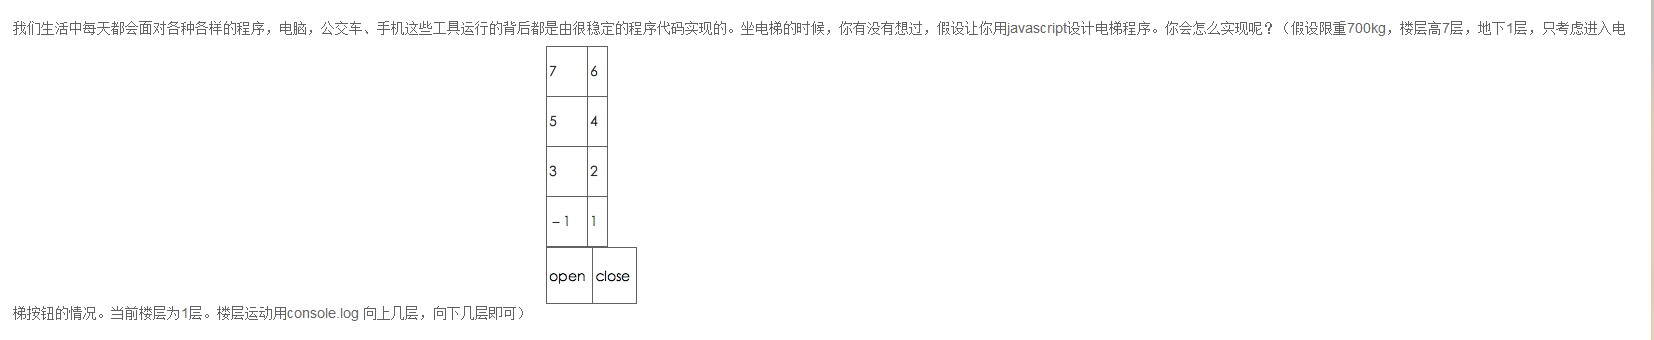 我们生活中每天都会面对各种各样的程序，电脑，公交车、手机这些工具运行的背后都是由很稳定的程序代码实现的。坐电梯的时候，你有没有想过，假设让你用javascript设计电梯程序。你会怎么实现呢？（假设限重700kg，楼层高7层，地下1层，只考虑进入电
7 6
5 4
3 2
-1 1
open close
梯按钮的情况。当前楼层为1层。楼层运动用console.log 向上几层，向下几层即可）